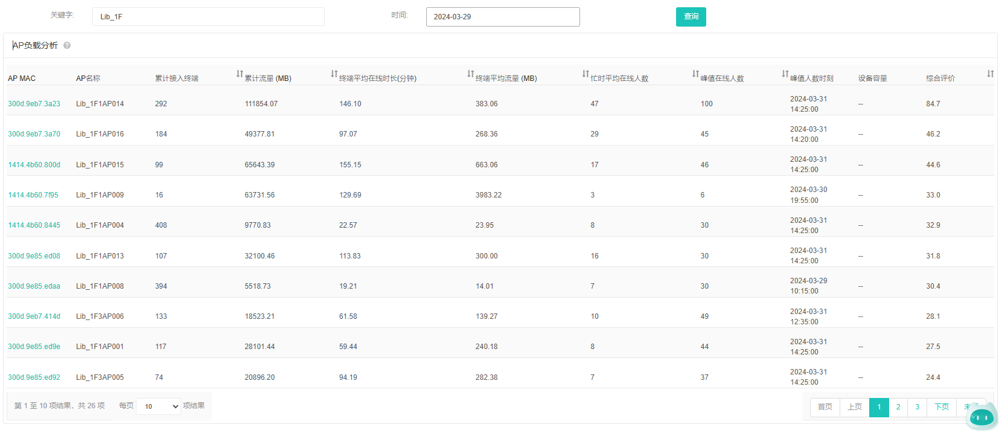 关键字: Lib_1F 时间: 2024-03-29 查询
AP负载分析
AP MAC AP名称 累计接入终端 累计流量 (MB) 终端平均在线时长(分钟) 终端平均流量 (MB) 忙时平均在线人数 峰值在线人数 峰值人数时刻 设备容量 综合评价
300d.9eb7.3a23 Lib_1F1AP014 292 111854.07 146.10 383.06 47 100 2024-03-31 14:25:00 -- 84.7
300d.9eb7.3a70 Lib_1F1AP016 184 49377.81 97.07 268.36 29 45 2024-03-31 14:20:00 -- 46.2
1414.4b60.800d Lib_1F1AP015 99 65643.39 155.15 663.06 17 46 2024-03-31 14:25:00 -- 44.6
1414.4b60.7f95 Lib_1F1AP009 16 63731.56 129.69 3983.22 3 6 2024-03-30 19:55:00 -- 33.0
1414.4b60.8445 Lib_1F1AP004 408 9770.83 22.57 23.95 8 30 2024-03-31 14:25:00 -- 32.9
300d.9e85.ed08 Lib_1F1AP013 107 32100.46 113.83 300.00 16 30 2024-03-31 14:25:00 -- 31.8
300d.9e85.edaa Lib_1F1AP008 394 5518.73 19.21 14.01 7 30 2024-03-29 10:15:00 -- 30.4
300d.9eb7.414d Lib_1F3AP006 133 18523.21 61.58 139.27 10 49 2024-03-31 12:35:00 -- 28.1
300d.9e85.ed9e Lib_1F1AP001 117 28101.44 59.44 240.18 8 44 2024-03-31 14:25:00 -- 27.5
300d.9e85.ed92 Lib_1F3AP005 74 20896.20 94.19 282.38 7 37 2024-03-31 14:25:00 -- 24.4
第 1 至 10 项结果，共 26 项 每页 10 项结果 首页 上页 1 2 3 下页 末